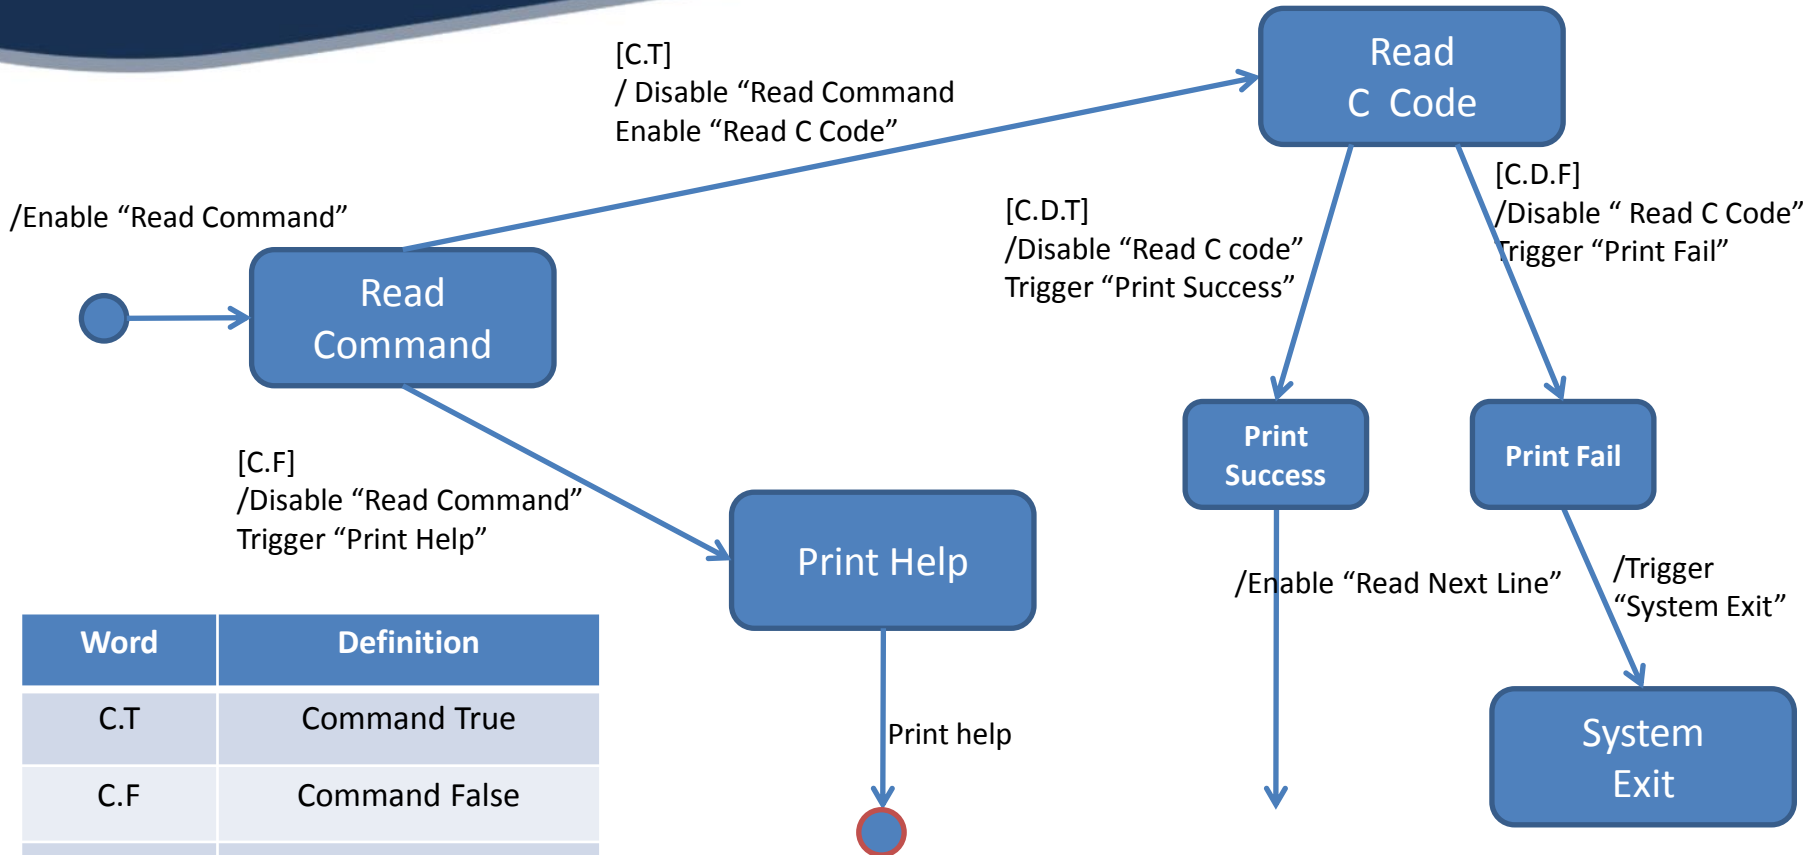 [C.T]
/ Disable “Read Command
Enable “Read C Code”
Read
C  Code
/Enable “Read Command”
Read
Command
[C.D.T]
/Disable “Read C code”
Trigger “Print Success”
[C.D.F]
/Disable “ Read C Code”
Trigger “Print Fail”
Print
Success
Print Fail
[C.F]
/Disable “Read Command”
Trigger “Print Help”
Print Help
/Enable “Read Next Line”
/Trigger
“System Exit”
Print help
System
Exit
Word Definition
C.T Command True
C.F Command False